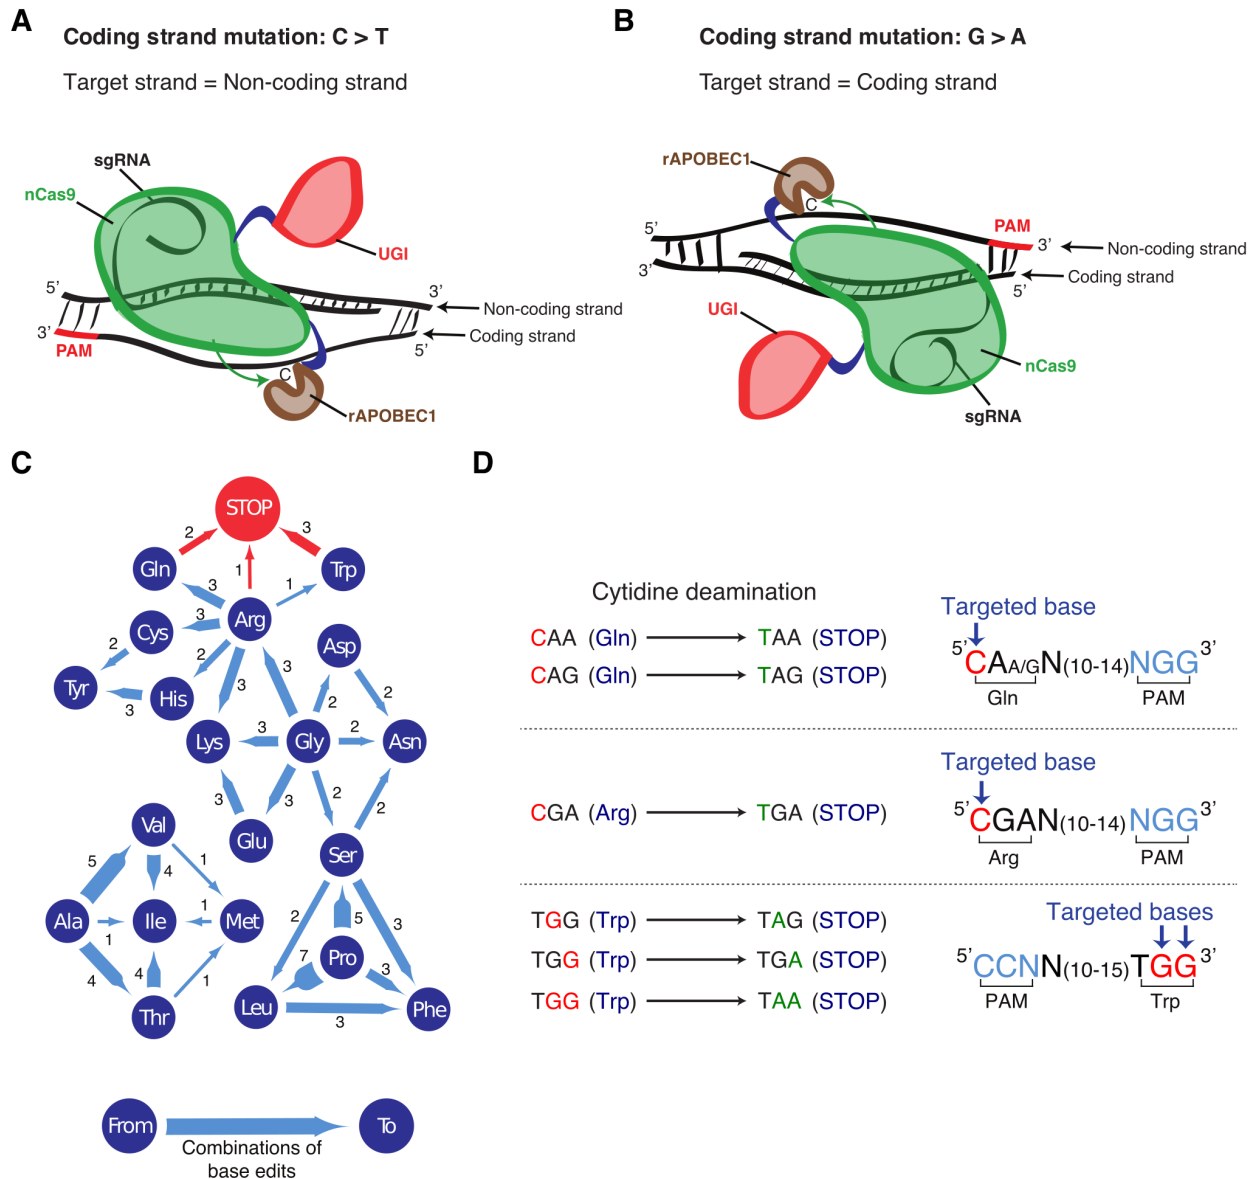 A
Coding strand mutation: C > T
Target strand = Non-coding strand
sgRNA
nCas9
UGI
5’
3’
Non-coding strand
3’
Coding strand
PAM
5’
C
rAPOBEC1
B
Coding strand mutation: G > A
Target strand = Coding strand
rAPOBEC1
C
5’
PAM
3’
Non-coding strand
3’
Coding strand
5’
UGI
nCas9
sgRNA
C
STOP
2
3
Gln
1
Trp
3
1
Arg
Cys
3
Asp
2
2
Tyr
His
3
3
3
2
2
Lys
3
Gly
2
Asn
3
3
2
2
Glu
Val
Ser
5
4
1
Ala
1
Ile
1
Met
2
5
3
4
4
1
7
Pro
3
Thr
Leu
3
Phe
From
To
Combinations of
base edits
D
Cytidine deamination
CAA (Gln) TAA (STOP)
CAG (Gln) TAG (STOP)
Targeted base
5’CAA/GN(10-14)NGG3’
Gln PAM
CGA (Arg) TGA (STOP)
Targeted base
5’CGAN(10-14)NGG3’
Arg PAM
TGG (Trp) TAG (STOP)
TGG (Trp) TGA (STOP)
TGG (Trp) TAA (STOP)
Targeted bases
5’CCNN(10-15)TGG3’
PAM Trp